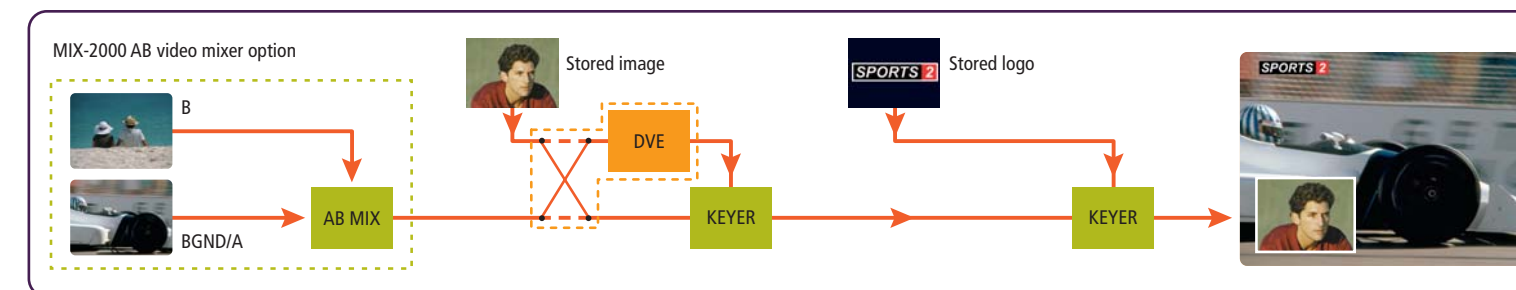 MIX-2000 AB video mixer option
B
BGND/A
AB MIX
Stored image
DVE
KEYER
SPORTS 2
Stored logo
KEYER
SPORTS 2